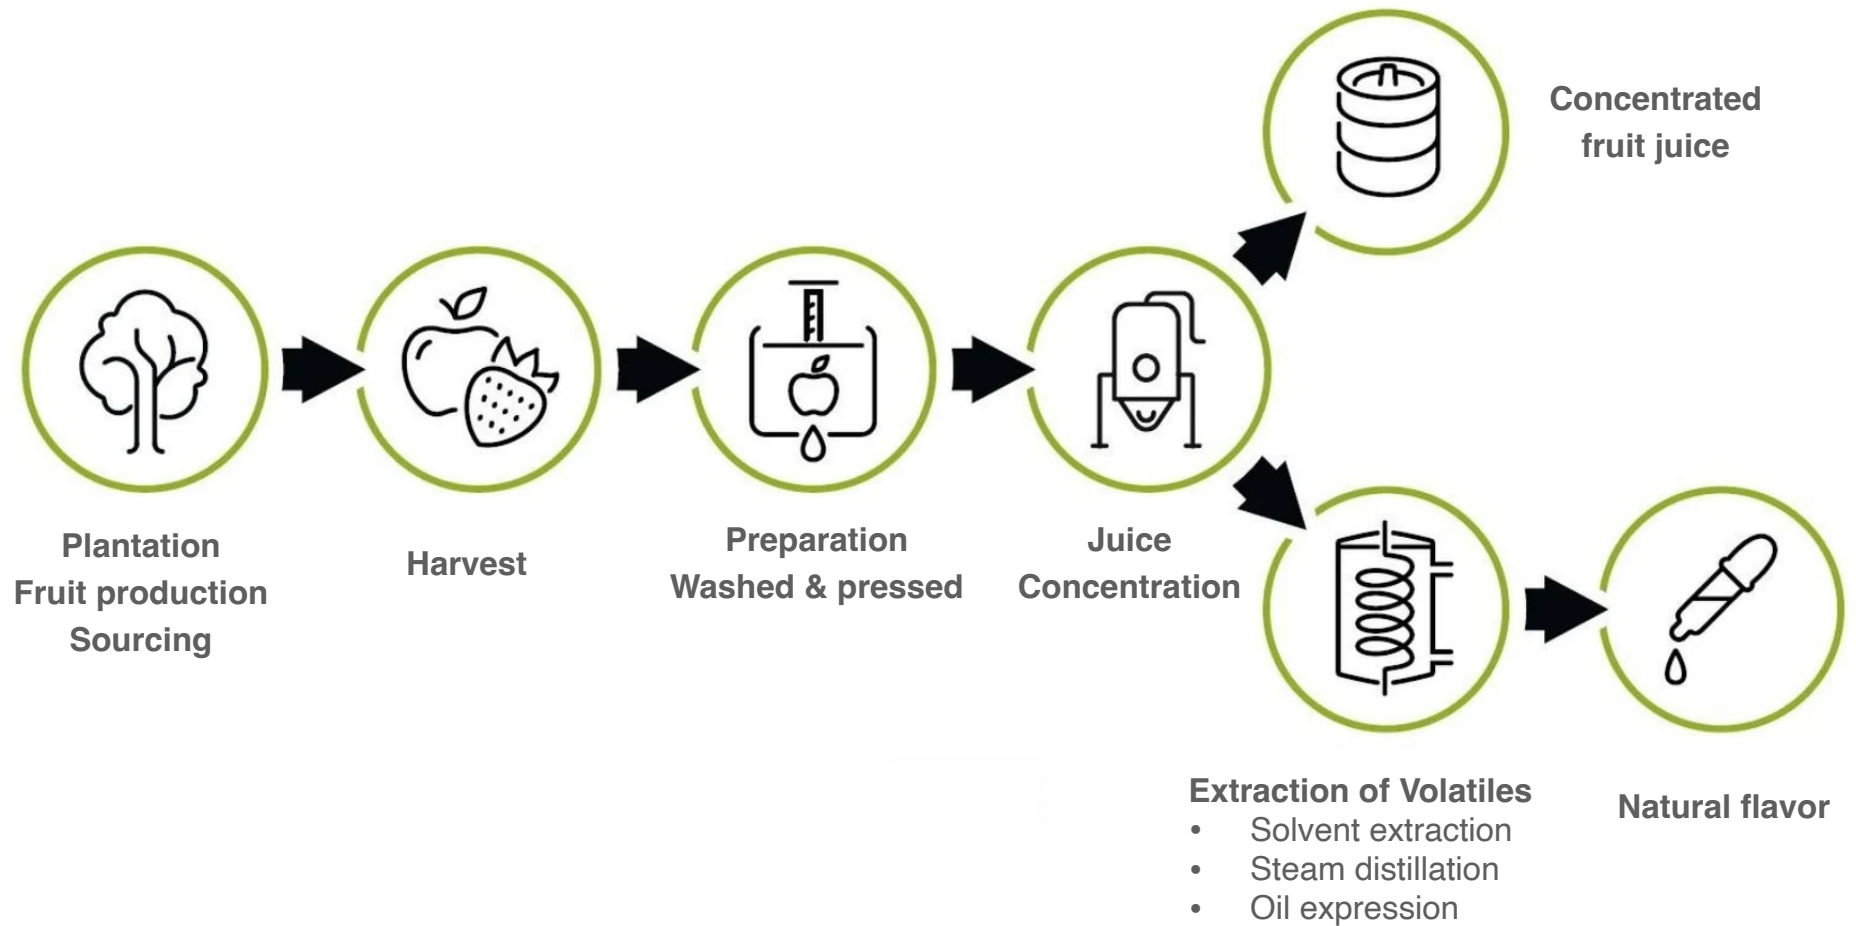 Concentrated
fruit juice
Plantation
Fruit production
Sourcing
Harvest
Preparation
Washed & pressed
Juice
Concentration
Extraction of Volatiles
• Solvent extraction
• Steam distillation
• Oil expression
Natural flavor